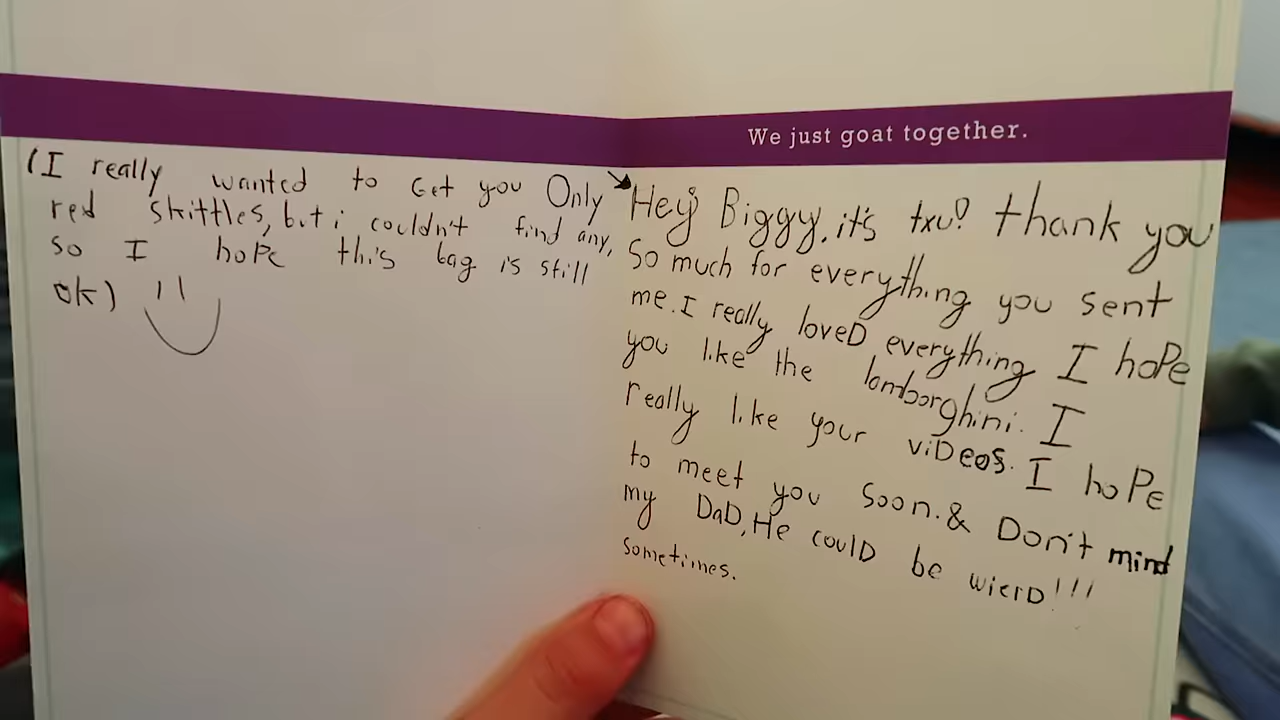 (I really wanted to Get you Only
red skittles, but i couldn't find any,
so I hope this bag is still
ok)
We just goat together.
Hey Biggy, it's txu? thank you
So much for everything you sent
me. I really loveD everything I hoPe
you like the lamborghini. I
really like your viDeos. I hoPe
to meet you Soon. & Don't mind
my DaD, He coulD be wierD!!!
sometimes.